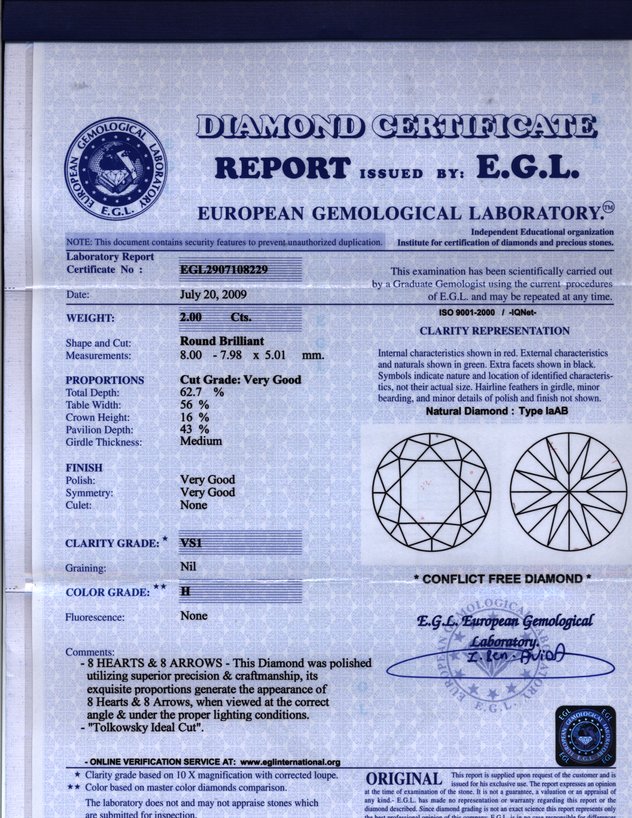 DIAMOND CERTIFICATE
REPORT ISSUED BY: E.G.L.
EUROPEAN GEMOLOGICAL LABORATORY.™
EUROPEAN GEMOLOGICAL LABORATORY
E.G.L.
Independent Educational organization
NOTE: This document contains security features to prevent unauthorized duplication.
Institute for certification of diamonds and precious stones.
Laboratory Report
Certificate No : EGL2907108229
Date: July 20, 2009
WEIGHT: 2.00 Cts.
Shape and Cut: Round Brilliant
Measurements: 8.00 - 7.98 x 5.01 mm.
PROPORTIONS Cut Grade: Very Good
Total Depth: 62.7 %
Table Width: 56 %
Crown Height: 16 %
Pavilion Depth: 43 %
Girdle Thickness: Medium
FINISH
Polish: Very Good
Symmetry: Very Good
Culet: None
CLARITY GRADE: * VS1
Graining: Nil
COLOR GRADE: ** H
Fluorescence: None
Comments:
- 8 HEARTS & 8 ARROWS - This Diamond was polished
utilizing superior precision & craftmanship, its
exquisite proportions generate the appearance of
8 Hearts & 8 Arrows, when viewed at the correct
angle & under the proper lighting conditions.
- "Tolkowsky Ideal Cut".
- ONLINE VERIFICATION SERVICE AT: www.eglinternational.org
★ Clarity grade based on 10 X magnification with corrected loupe.
★★ Color based on master color diamonds comparison.
The laboratory does not and may not appraise stones which
are submitted for inspection.
This examination has been scientifically carried out
by a Graduate Gemologist using the current procedures
of E.G.L. and may be repeated at any time.
ISO 9001-2000 / -IQNet-
CLARITY REPRESENTATION
Internal characteristics shown in red. External characteristics
and naturals shown in green. Extra facets shown in black.
Symbols indicate nature and location of identified characteris-
tics, not their actual size. Hairline feathers in girdle, minor
bearding, and minor details of polish and finish not shown.
Natural Diamond : Type IaAB
* CONFLICT FREE DIAMOND *
E.G.L. European Gemological
Laboratory.
ORIGINAL
This report is supplied upon request of the customer and is
issued for his exclusive use. The report expresses an opinion
at the time of examination of the stone. It is not a guarantee, a valuation or an appraisal of
any kind.- E.G.L. has made no representation or warranty regarding this report or the
diamond described. Since diamond grading is not an exact science this report represents only